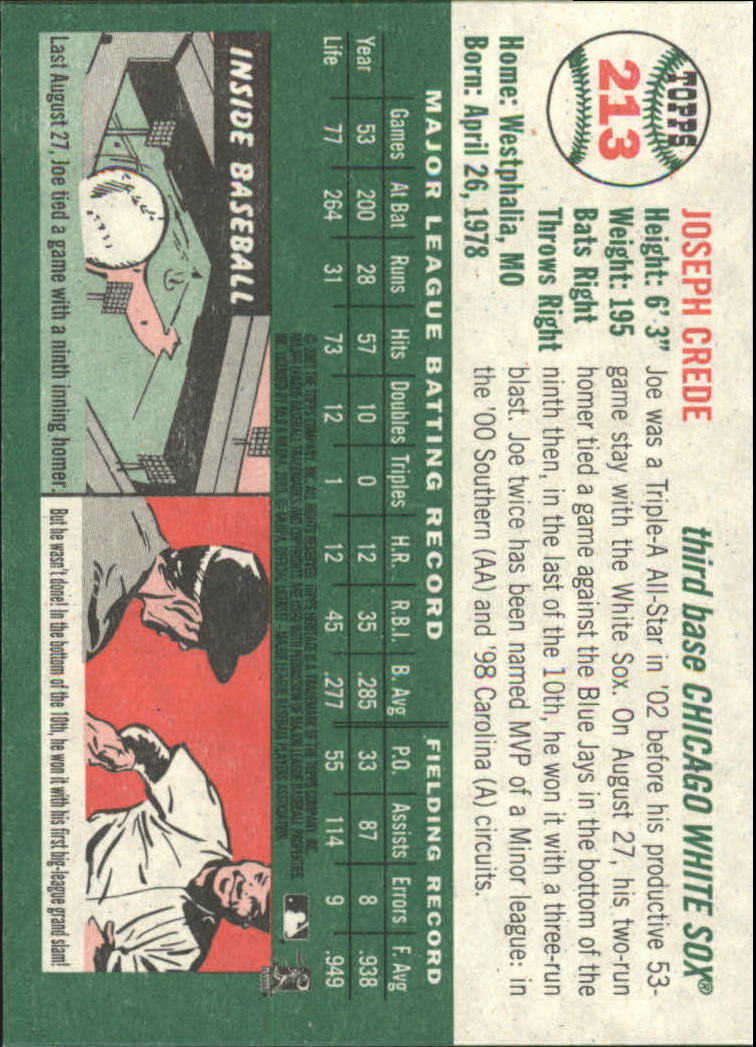 TOPPS
213
JOSEPH CREDE
third base CHICAGO WHITE SOX®
Height: 6' 3"
Weight: 195
Bats Right
Throws Right
Home: Westphalia, MO
Born: April 26, 1978
Joe was a Triple-A All-Star in '02 before his productive 53-
game stay with the White Sox. On August 27, his two-run
homer tied a game against the Blue Jays in the bottom of the
ninth then, in the last of the 10th, he won it with a three-run
blast. Joe twice has been named MVP of a Minor league: in
the '00 Southern (AA) and '98 Carolina (A) circuits.
MAJOR LEAGUE BATTING RECORD FIELDING RECORD
Games At Bat Runs Hits Doubles Triples H.R. R.B.I. B. Avg P.O. Assists Errors F. Avg
Year 53 200 28 57 10 0 12 35 .285 33 87 8 .938
Life 77 264 31 73 12 1 12 45 .277 55 114 9 .949
INSIDE BASEBALL
Last August 27, Joe tied a game with a ninth inning homer.
But he wasn't done! In the bottom of the 10th, he won it with his first big-league grand slam!